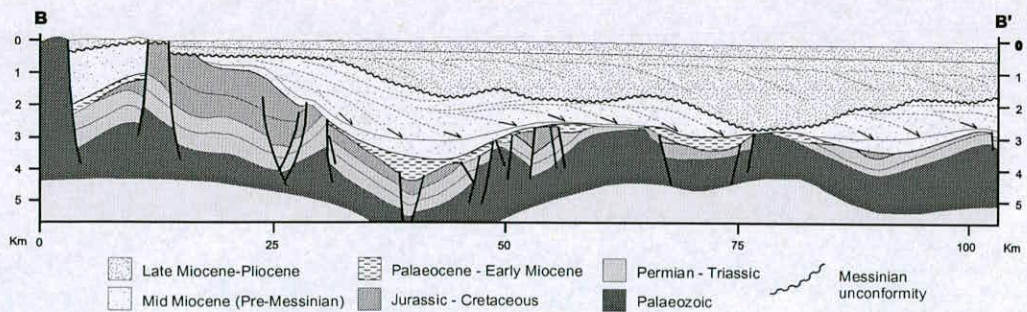 B B'
0 0
1 1
2 2
3 3
4 4
5 5
Km 0 25 50 75 100 Km
Late Miocene-Pliocene
Palaeocene - Early Miocene
Permian - Triassic
Messinian
unconformity
Mid Miocene (Pre-Messinian)
Jurassic - Cretaceous
Palaeozoic